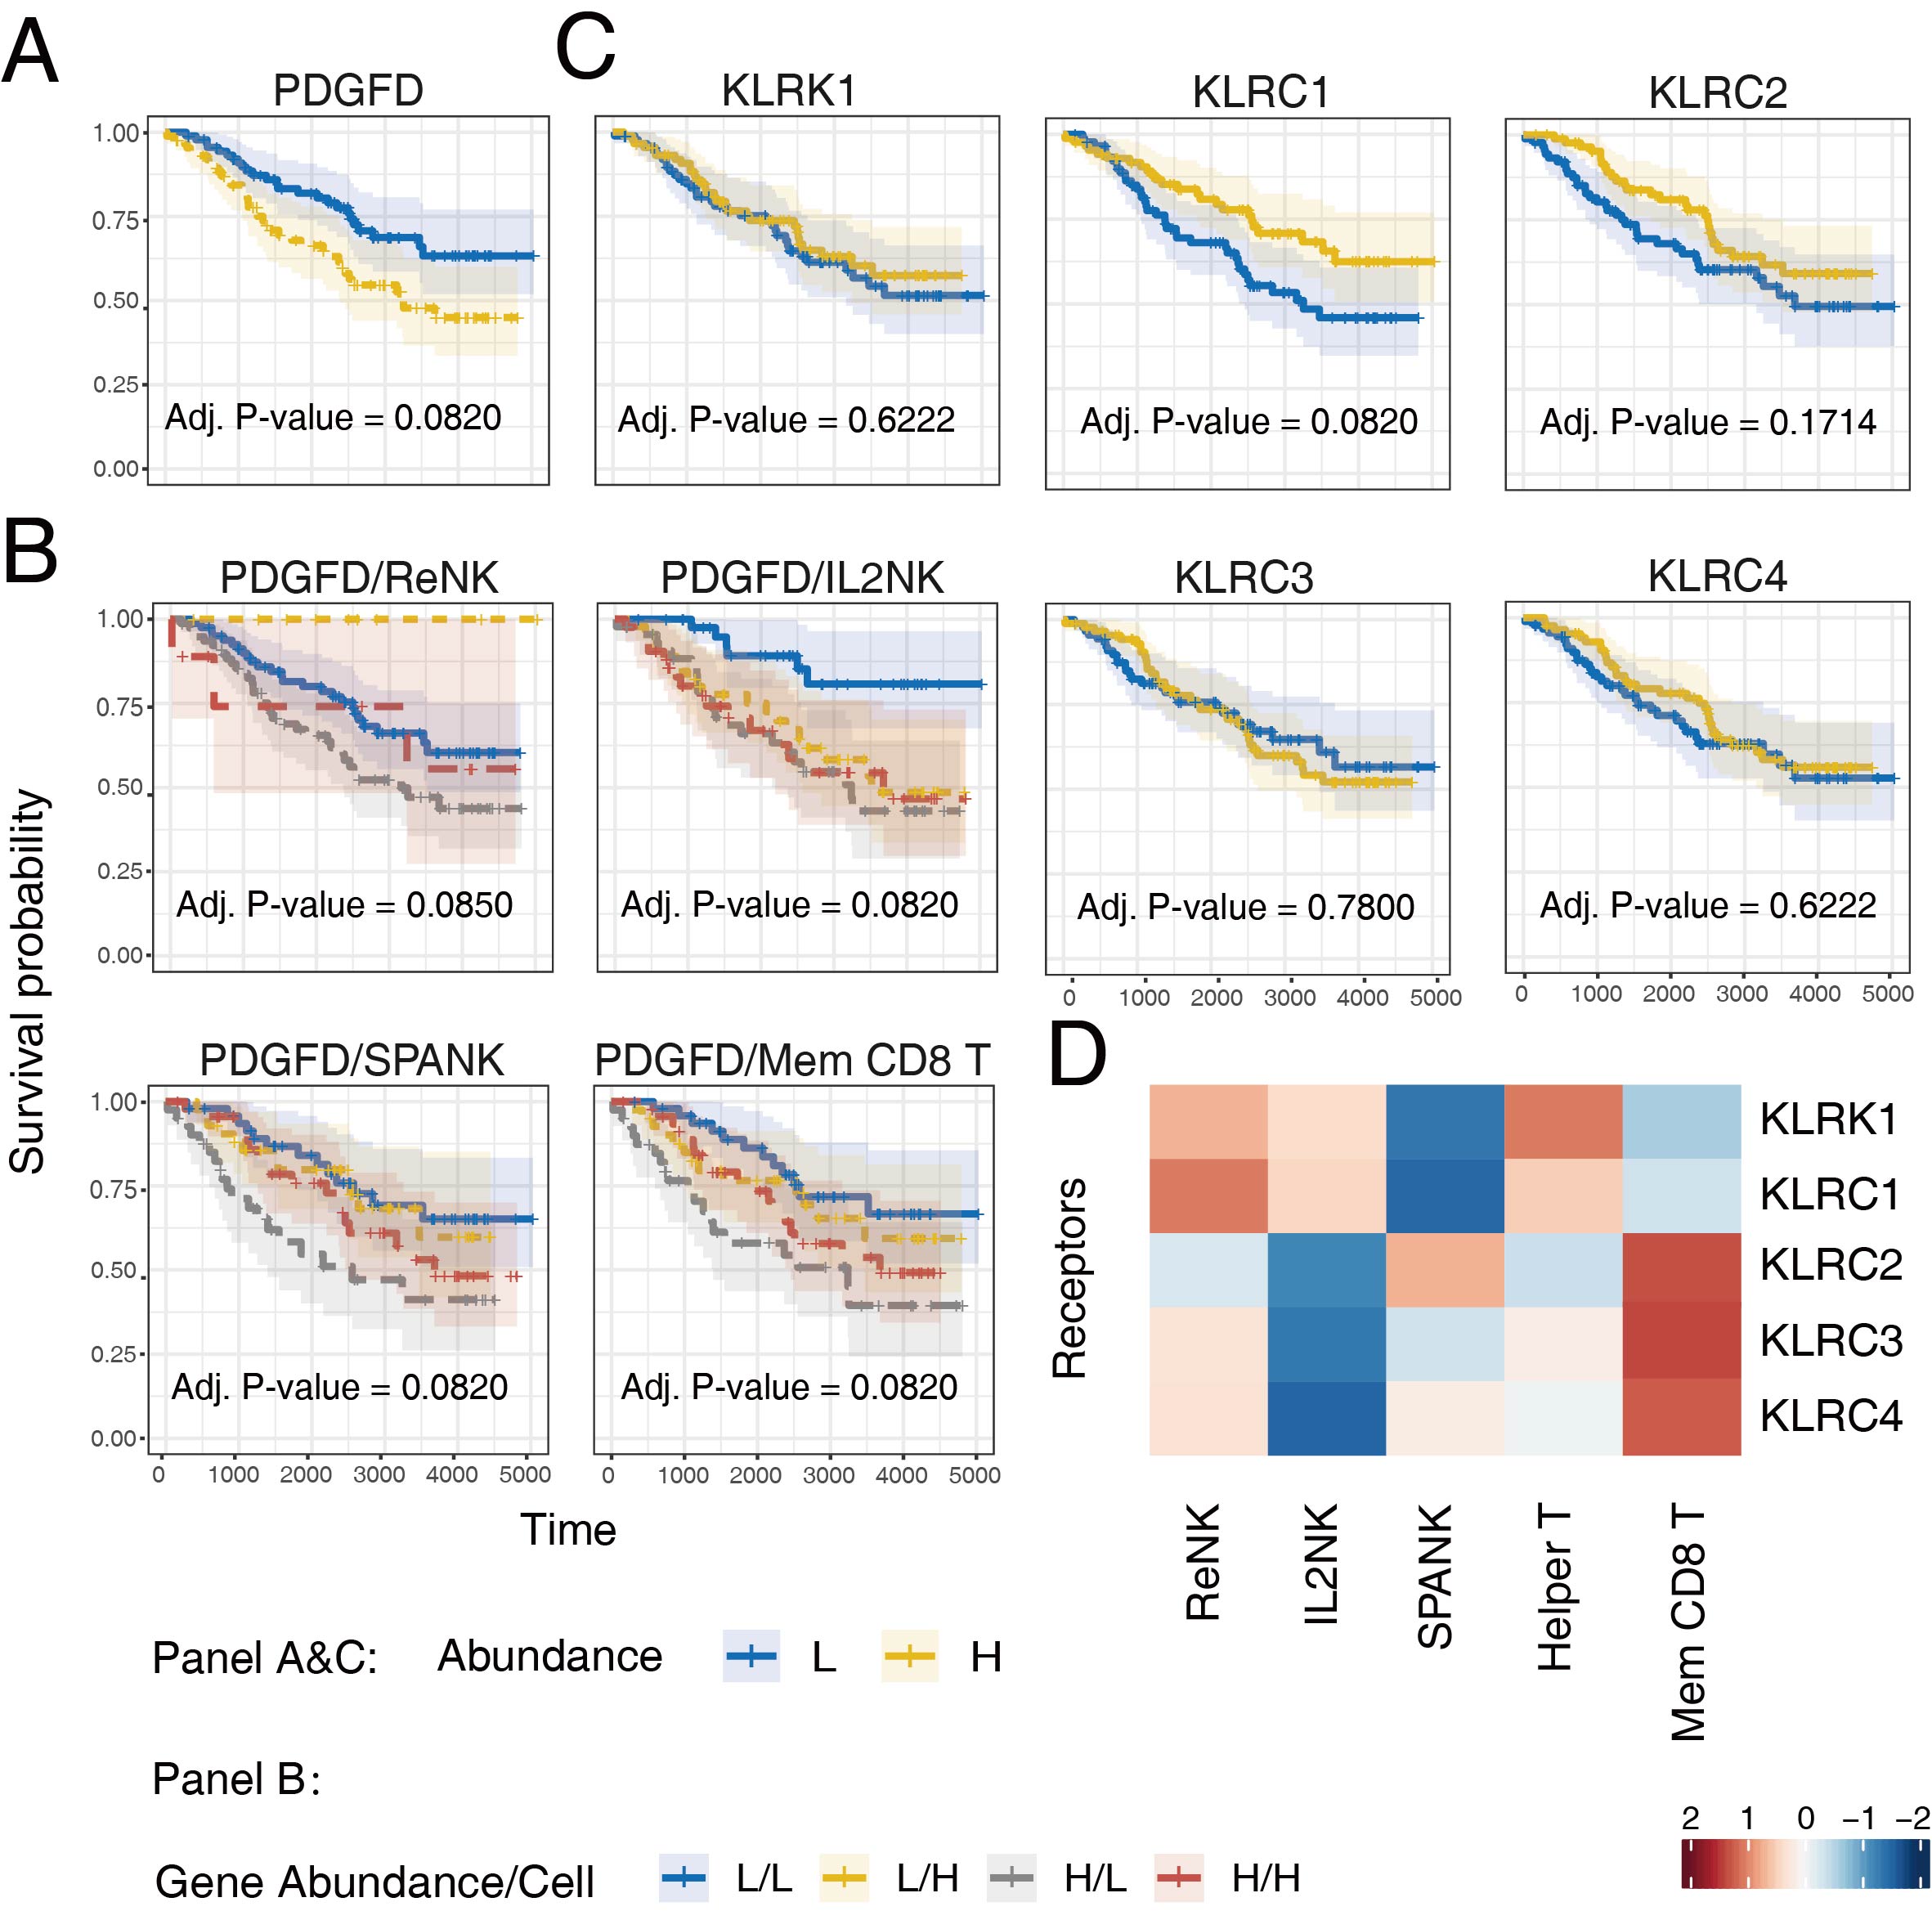 A
C
PDGFD
KLRK1
KLRC1
KLRC2
1.00
0.75
0.50
0.25
0.00
Adj. P-value = 0.0820
Adj. P-value = 0.6222
Adj. P-value = 0.0820
Adj. P-value = 0.1714
B
PDGFD/ReNK
PDGFD/IL2NK
KLRC3
KLRC4
1.00
0.75
0.50
0.25
0.00
Adj. P-value = 0.0850
Adj. P-value = 0.0820
Adj. P-value = 0.7800
Adj. P-value = 0.6222
0 1000 2000 3000 4000 5000
0 1000 2000 3000 4000 5000
Survival probability
PDGFD/SPANK
PDGFD/Mem CD8 T
1.00
0.75
0.50
0.25
0.00
Adj. P-value = 0.0820
Adj. P-value = 0.0820
0 1000 2000 3000 4000 5000
0 1000 2000 3000 4000 5000
Time
D
Receptors
KLRK1
KLRC1
KLRC2
KLRC3
KLRC4
ReNK
IL2NK
SPANK
Helper T
Mem CD8 T
Panel A&C: Abundance L H
Panel B:
Gene Abundance/Cell L/L L/H H/L H/H
2 1 0 −1 −2